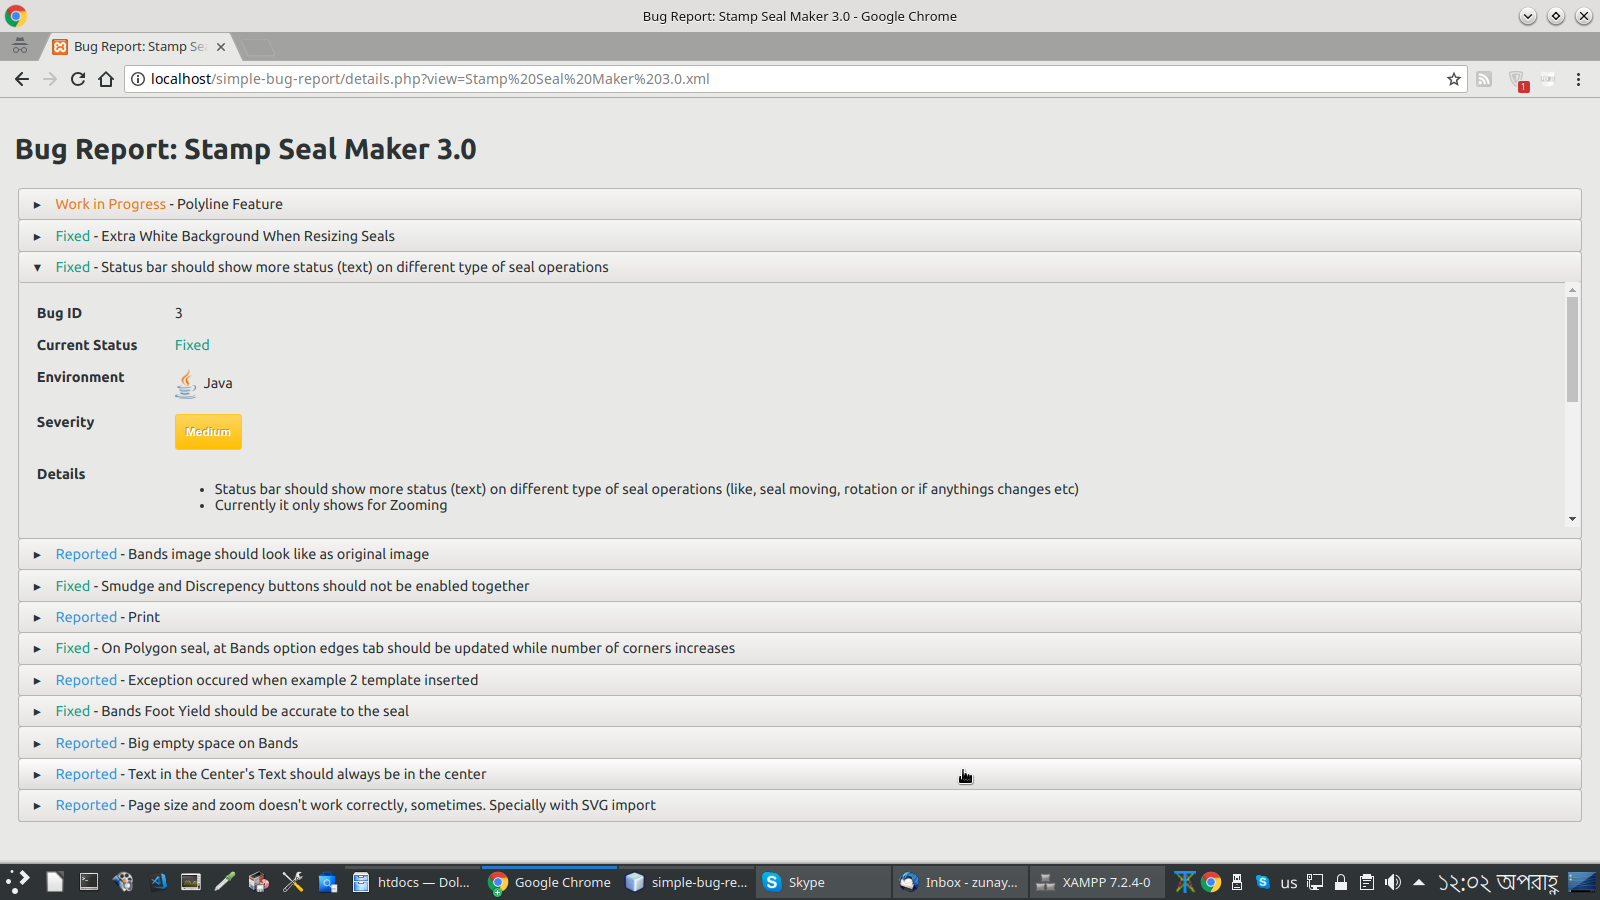 Bug Report: Stamp Seal Maker 3.0 - Google Chrome
Bug Report: Stamp Se
localhost/simple-bug-report/details.php?view=Stamp%20Seal%20Maker%203.0.xml
1
Bug Report: Stamp Seal Maker 3.0
Work in Progress - Polyline Feature
Fixed - Extra White Background When Resizing Seals
Fixed - Status bar should show more status (text) on different type of seal operations
Bug ID 3
Current Status Fixed
Environment Java
Severity Medium
Details
• Status bar should show more status (text) on different type of seal operations (like, seal moving, rotation or if anythings changes etc)
• Currently it only shows for Zooming
Reported - Bands image should look like as original image
Fixed - Smudge and Discrepency buttons should not be enabled together
Reported - Print
Fixed - On Polygon seal, at Bands option edges tab should be updated while number of corners increases
Reported - Exception occured when example 2 template inserted
Fixed - Bands Foot Yield should be accurate to the seal
Reported - Big empty space on Bands
Reported - Text in the Center's Text should always be in the center
Reported - Page size and zoom doesn't work correctly, sometimes. Specially with SVG import
htdocs — Dol... Google Chrome simple-bug-re... Skype Inbox - zunay... XAMPP 7.2.4-0 us ১২:০২ অপরাহ্ণ